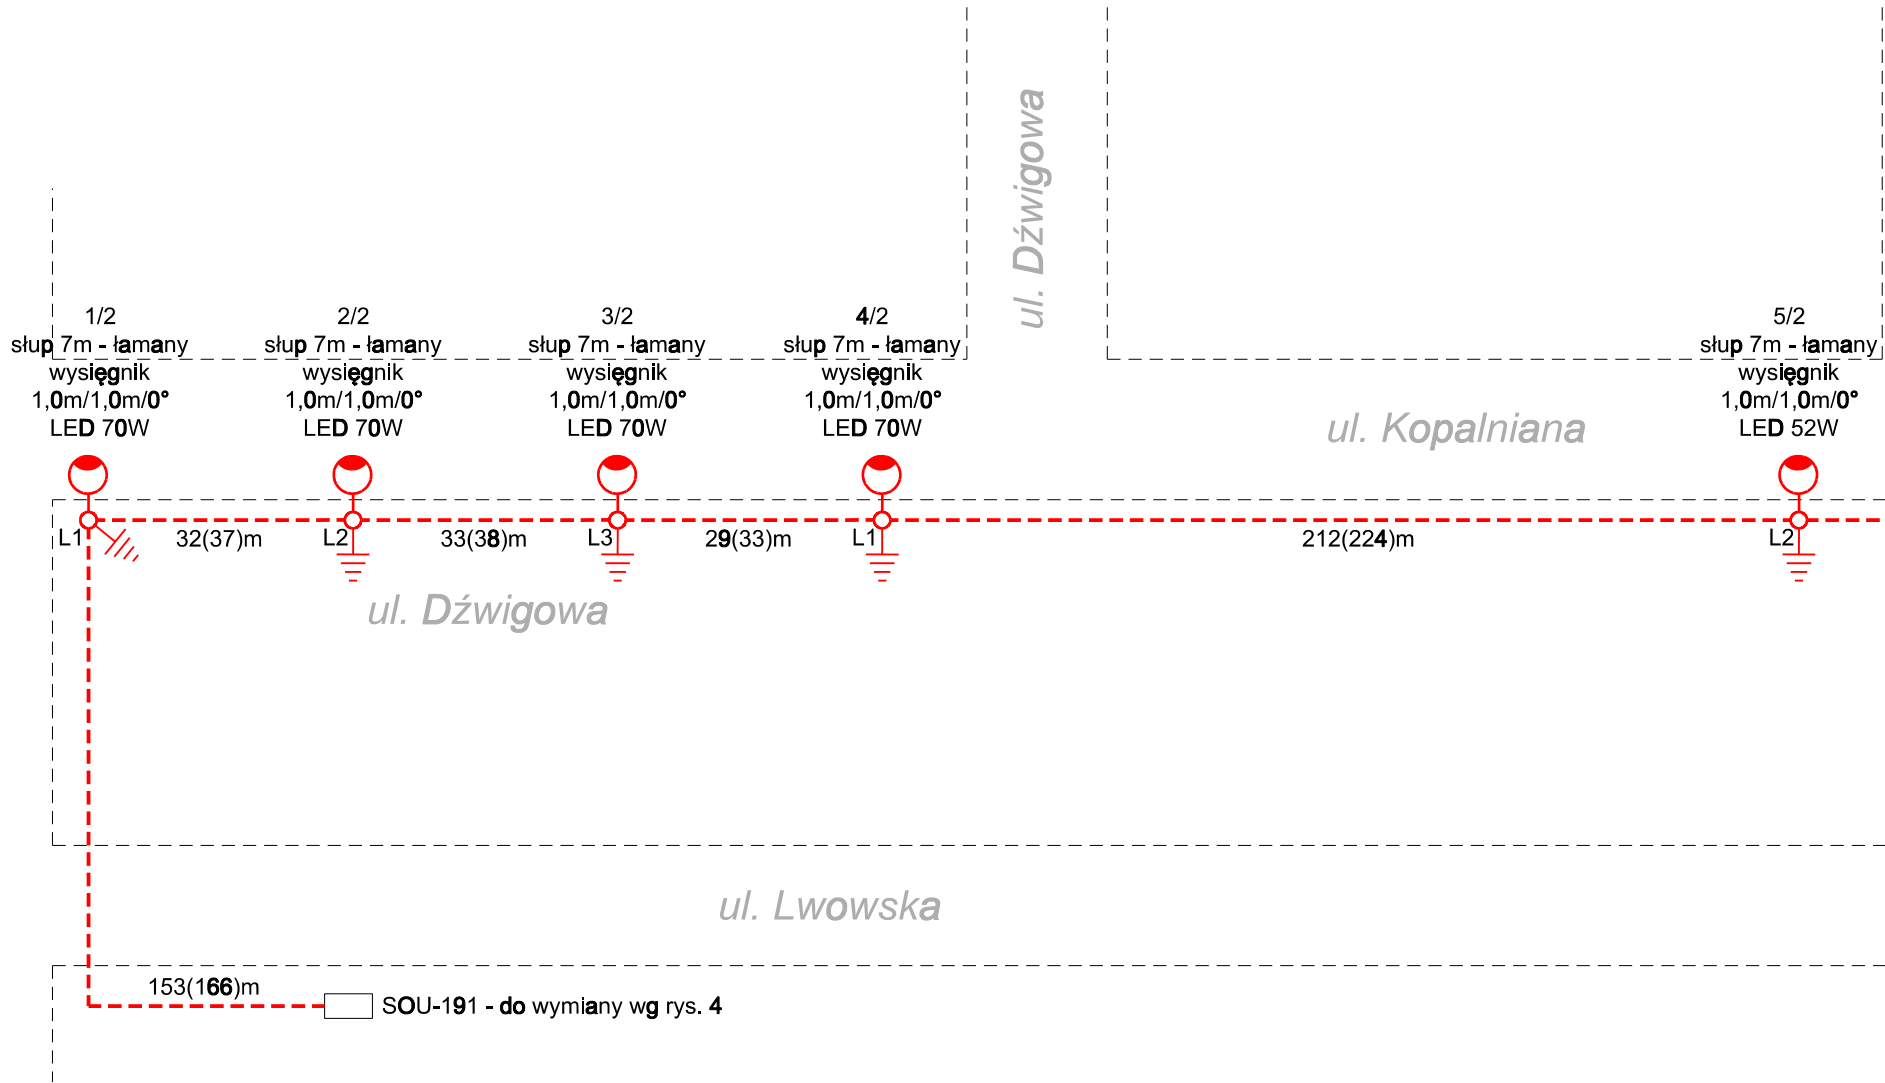 ul. Dźwigowa
1/2
słup 7m - łamany
wysięgnik
1,0m/1,0m/0°
LED 70W
2/2
słup 7m - łamany
wysięgnik
1,0m/1,0m/0°
LED 70W
3/2
słup 7m - łamany
wysięgnik
1,0m/1,0m/0°
LED 70W
4/2
słup 7m - łamany
wysięgnik
1,0m/1,0m/0°
LED 70W
5/2
słup 7m - łamany
wysięgnik
1,0m/1,0m/0°
LED 52W
ul. Kopalniana
L1
32(37)m
L2
33(38)m
L3
29(33)m
L1
212(224)m
L2
ul. Dźwigowa
ul. Lwowska
153(166)m
SOU-191 - do wymiany wg rys. 4